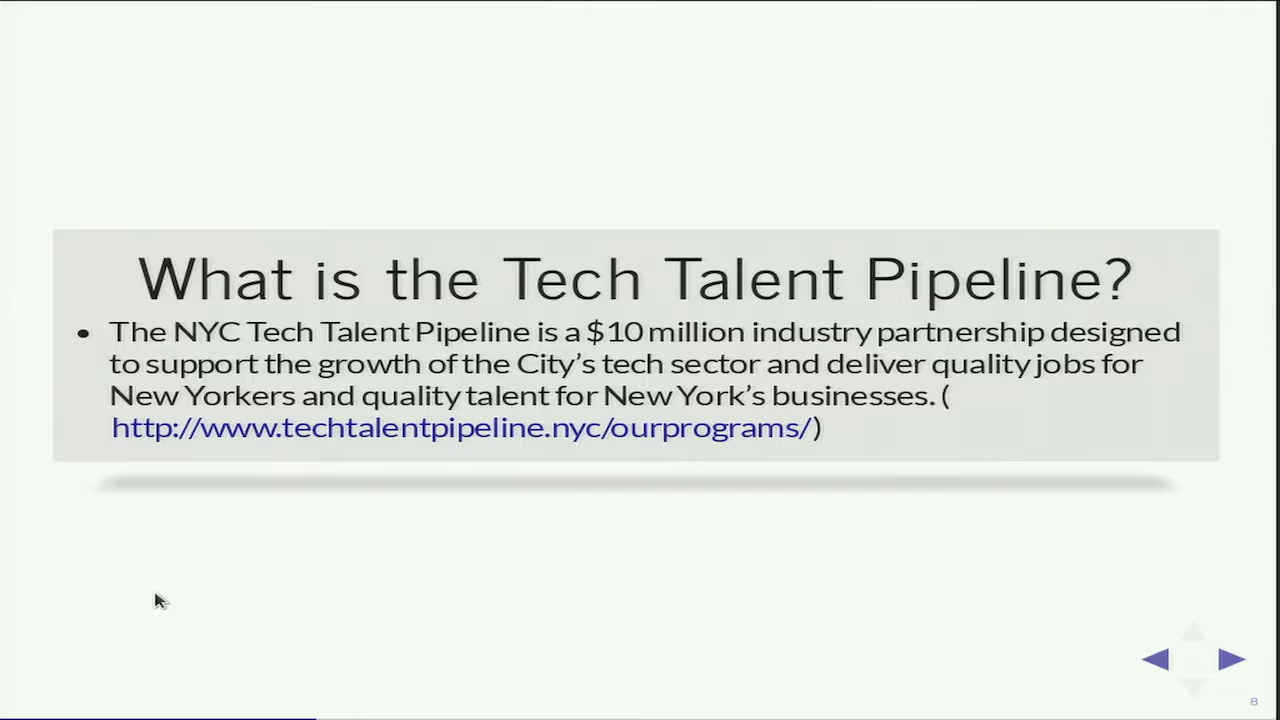 What is the Tech Talent Pipeline?
• The NYC Tech Talent Pipeline is a $10 million industry partnership designed
to support the growth of the City’s tech sector and deliver quality jobs for
New Yorkers and quality talent for New York’s businesses. (
http://www.techtalentpipeline.nyc/ourprograms/)
8